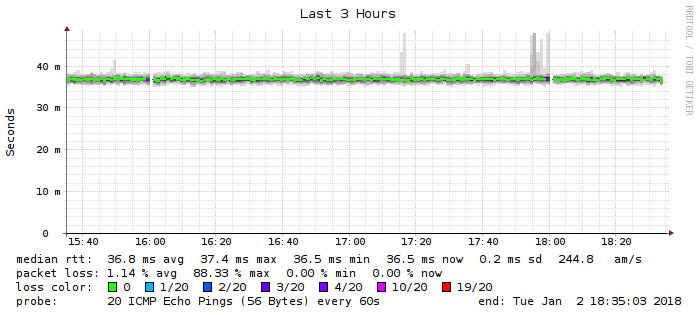 Last 3 Hours
RRDTOOL / TOBI OETIKER
Seconds
40 m
30 m
20 m
10 m
0
15:40 16:00 16:20 16:40 17:00 17:20 17:40 18:00 18:20
median rtt: 36.8 ms avg 37.4 ms max 36.5 ms min 36.5 ms now 0.2 ms sd 244.8 am/s
packet loss: 1.14 % avg 88.33 % max 0.00 % min 0.00 % now
loss color: 0 1/20 2/20 3/20 4/20 10/20 19/20
probe: 20 ICMP Echo Pings (56 Bytes) every 60s end: Tue Jan 2 18:35:03 2018